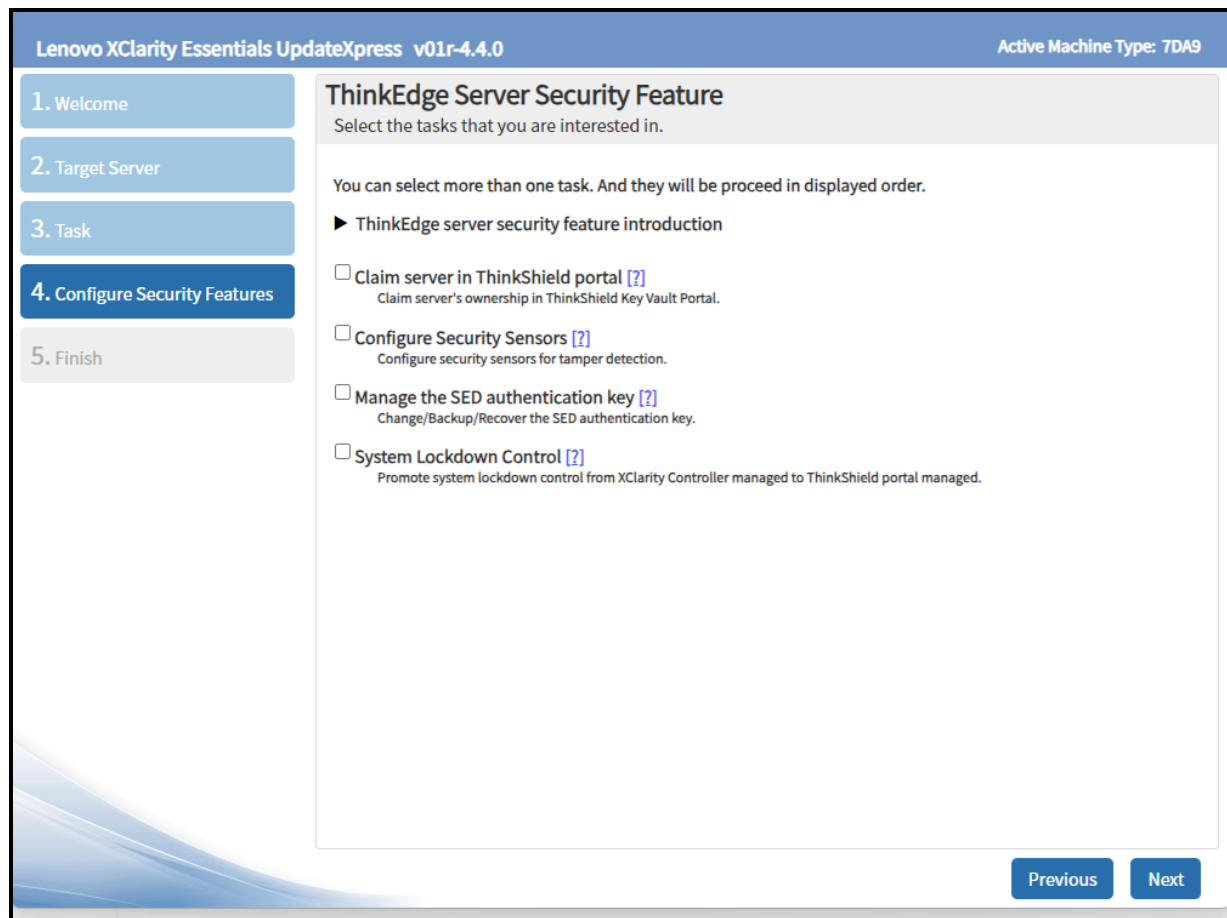 Lenovo XClarity Essentials UpdateXpress v01r-4.4.0
Active Machine Type: 7DA9
1. Welcome
2. Target Server
3. Task
4. Configure Security Features
5. Finish
ThinkEdge Server Security Feature
Select the tasks that you are interested in.
You can select more than one task. And they will be proceed in displayed order.
ThinkEdge server security feature introduction
Claim server in ThinkShield portal [?]
Claim server's ownership in ThinkShield Key Vault Portal.
Configure Security Sensors [?]
Configure security sensors for tamper detection.
Manage the SED authentication key [?]
Change/Backup/Recover the SED authentication key.
System Lockdown Control [?]
Promote system lockdown control from XClarity Controller managed to ThinkShield portal managed.
Previous
Next